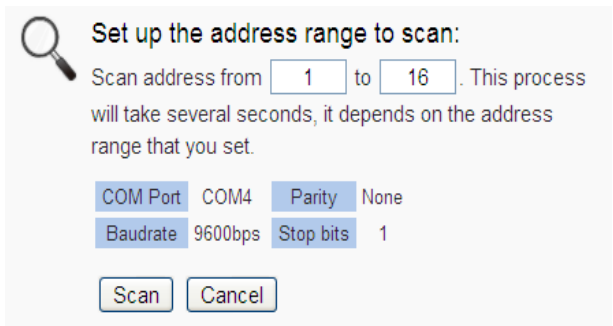 Set up the address range to scan:
Scan address from 1 to 16 . This process
will take several seconds, it depends on the address
range that you set.
COM Port COM4 Parity None
Baudrate 9600bps Stop bits 1
Scan Cancel